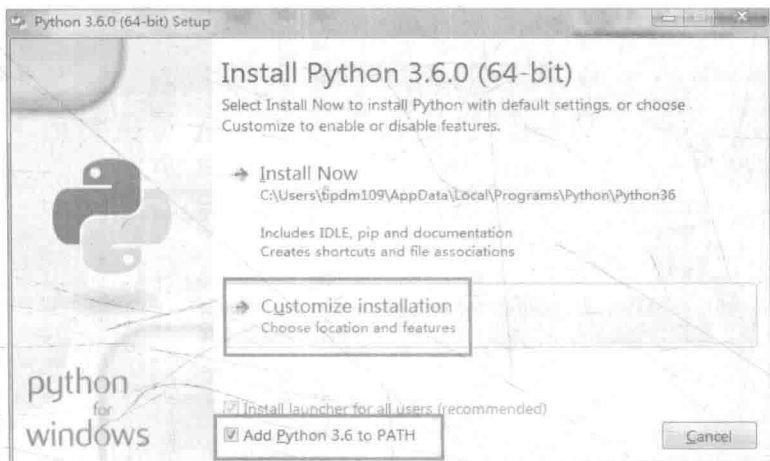 Python 3.6.0 (64-bit) Setup
Install Python 3.6.0 (64-bit)
Select Install Now to install Python with default settings, or choose
Customize to enable or disable features.
Install Now
C:\Users\tipdm109\AppData\Local\Programs\Python\Python36
Includes IDLE, pip and documentation
Creates shortcuts and file associations
Customize installation
Choose location and features
python
for
windows
Install launcher for all users (recommended)
Add Python 3.6 to PATH
Cancel